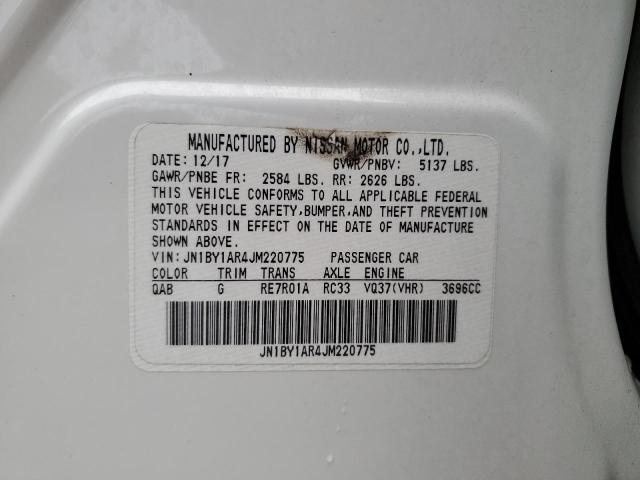 MANUFACTURED BY NISSAN MOTOR CO.,LTD.
DATE: 12/17 GVWR/PNBV: 5137 LBS.
GAWR/PNBE FR: 2584 LBS. RR: 2626 LBS.
THIS VEHICLE CONFORMS TO ALL APPLICABLE FEDERAL
MOTOR VEHICLE SAFETY,BUMPER,AND THEFT PREVENTION
STANDARDS IN EFFECT ON THE DATE OF MANUFACTURE
SHOWN ABOVE.
VIN: JN1BY1AR4JM220775 PASSENGER CAR
COLOR TRIM TRANS AXLE ENGINE
QAB G RE7R01A RC33 VQ37(VHR) 3696CC
JN1BY1AR4JM220775